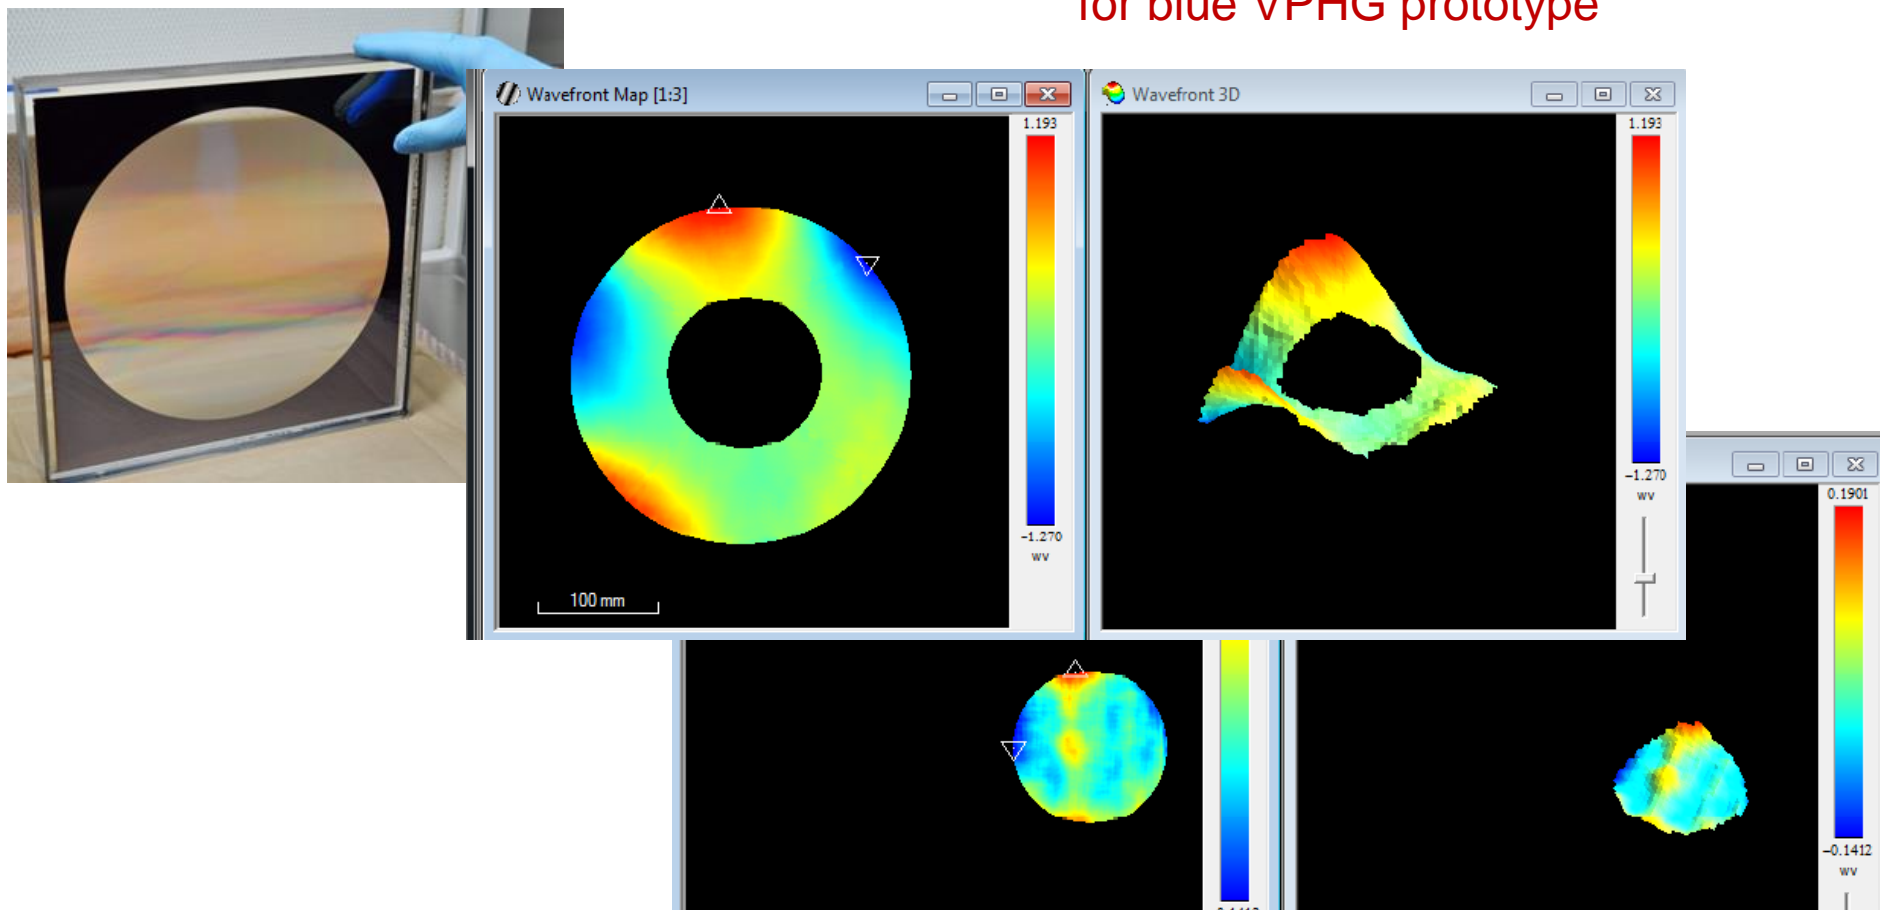 for blue VPHG prototype
Wavefront Map [1:3]
Wavefront 3D
1.193
1.193
-1.270
wv
-1.270
wv
100 mm
0.1901
-0.1412
wv